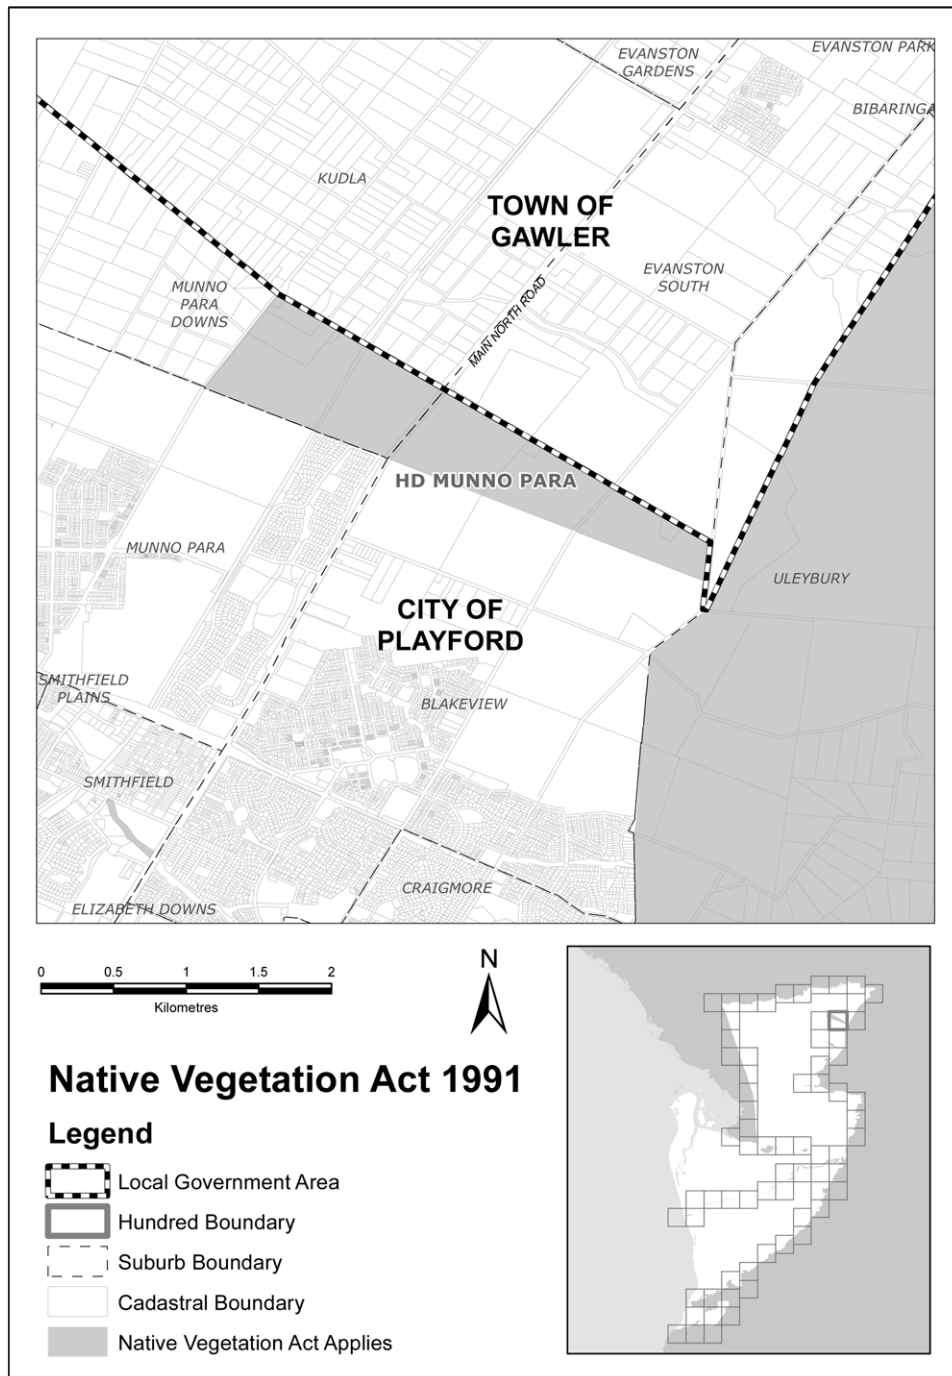 EVANSTON PARK
EVANSTON
GARDENS
BIBARINGA
KUDLA
TOWN OF
GAWLER
EVANSTON
SOUTH
MUNNO
PARA
DOWNS
MAIN NORTH ROAD
HD MUNNO PARA
MUNNO PARA
ULEYBURY
CITY OF
PLAYFORD
SMITHFIELD
PLAINS
BLAKEVIEW
SMITHFIELD
CRAIGMORE
ELIZABETH DOWNS
0 0.5 1 1.5 2
Kilometres
N
Native Vegetation Act 1991
Legend
Local Government Area
Hundred Boundary
Suburb Boundary
Cadastral Boundary
Native Vegetation Act Applies